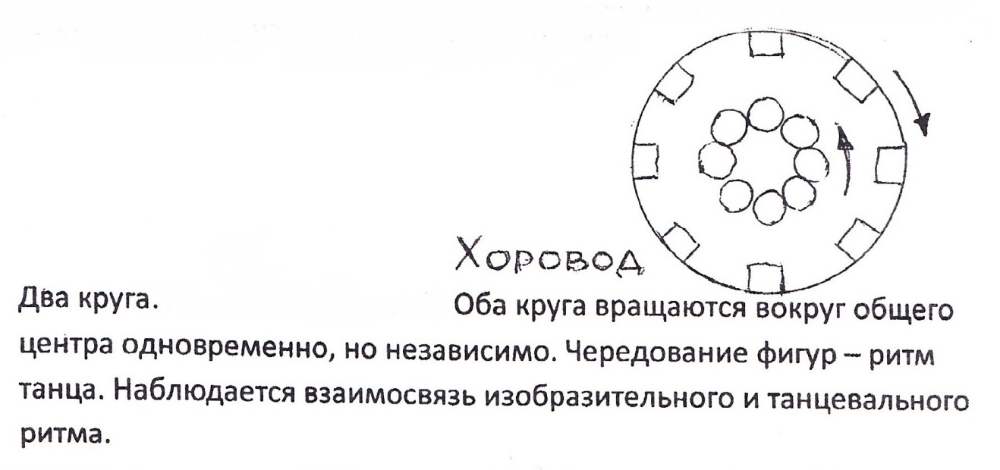 Хоровод
Два круга. Оба круга вращаются вокруг общего
центра одновременно, но независимо. Чередование фигур – ритм
танца. Наблюдается взаимосвязь изобразительного и танцевального
ритма.